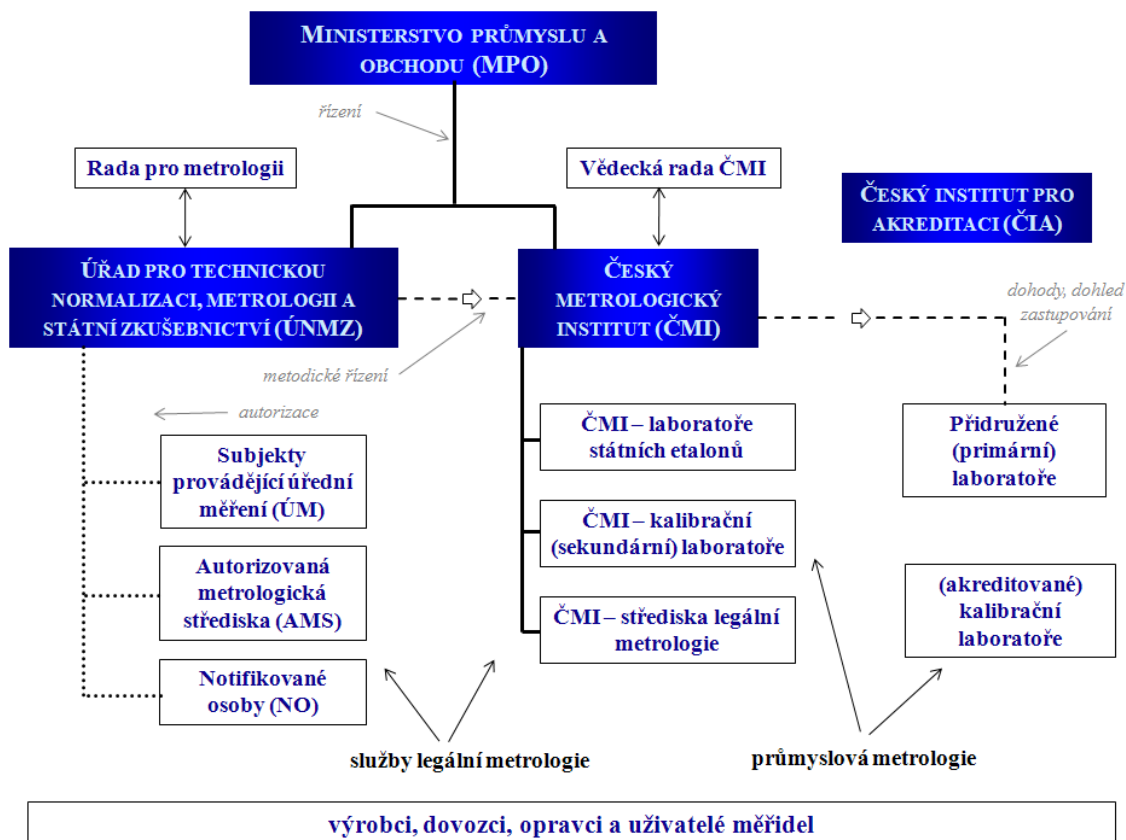 MINISTERSTVO PRŮMYSLU A
OBCHODU (MPO)
řízení
Rada pro metrologii
Vědecká rada ČMI
ČESKÝ INSTITUT PRO
AKREDITACI (ČIA)
ÚŘAD PRO TECHNICKOU
NORMALIZACI, METROLOGII A
STÁTNÍ ZKUŠEBNICTVÍ (ÚNMZ)
ČESKÝ
METROLOGICKÝ
INSTITUT (ČMI)
dohody, dohled
zastupování
metodické řízení
autorizace
Subjekty
provádějící úřední
měření (ÚM)
Autorizovaná
metrologická
střediska (AMS)
Notifikované
osoby (NO)
ČMI – laboratoře
státních etalonů
ČMI – kalibrační
(sekundární) laboratoře
ČMI – střediska legální
metrologie
Přidružené
(primární)
laboratoře
(akreditované)
kalibrační
laboratoře
služby legální metrologie
průmyslová metrologie
výrobci, dovozci, opravci a uživatelé měřidel